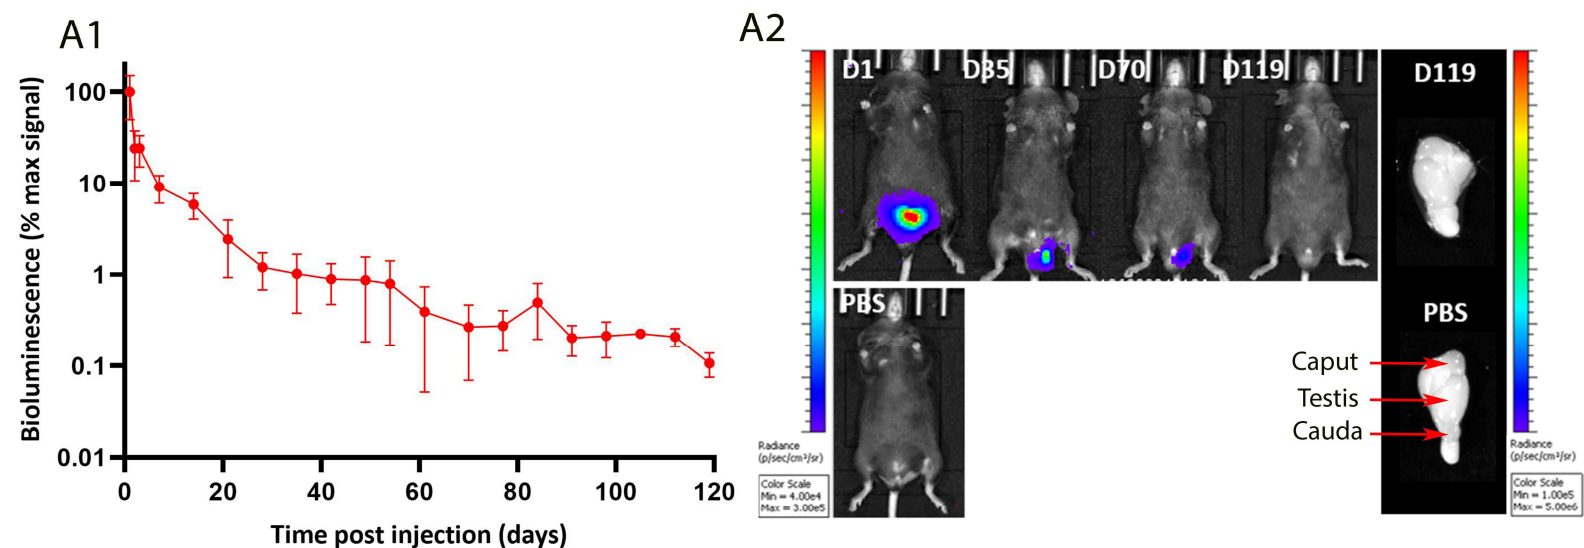 A1
Bioluminescence (% max signal)
100
10
1
0.1
0.01
0
20
40
60
80
100
120
Time post injection (days)
A2
D1
D35
D70
D119
PBS
Radiance
(p/sec/cm²/sr)
Color Scale
Min = 4.00e4
Max = 3.00e5
D119
PBS
Caput
Testis
Cauda
Radiance
(p/sec/cm²/sr)
Color Scale
Min = 1.00e5
Max = 5.00e6